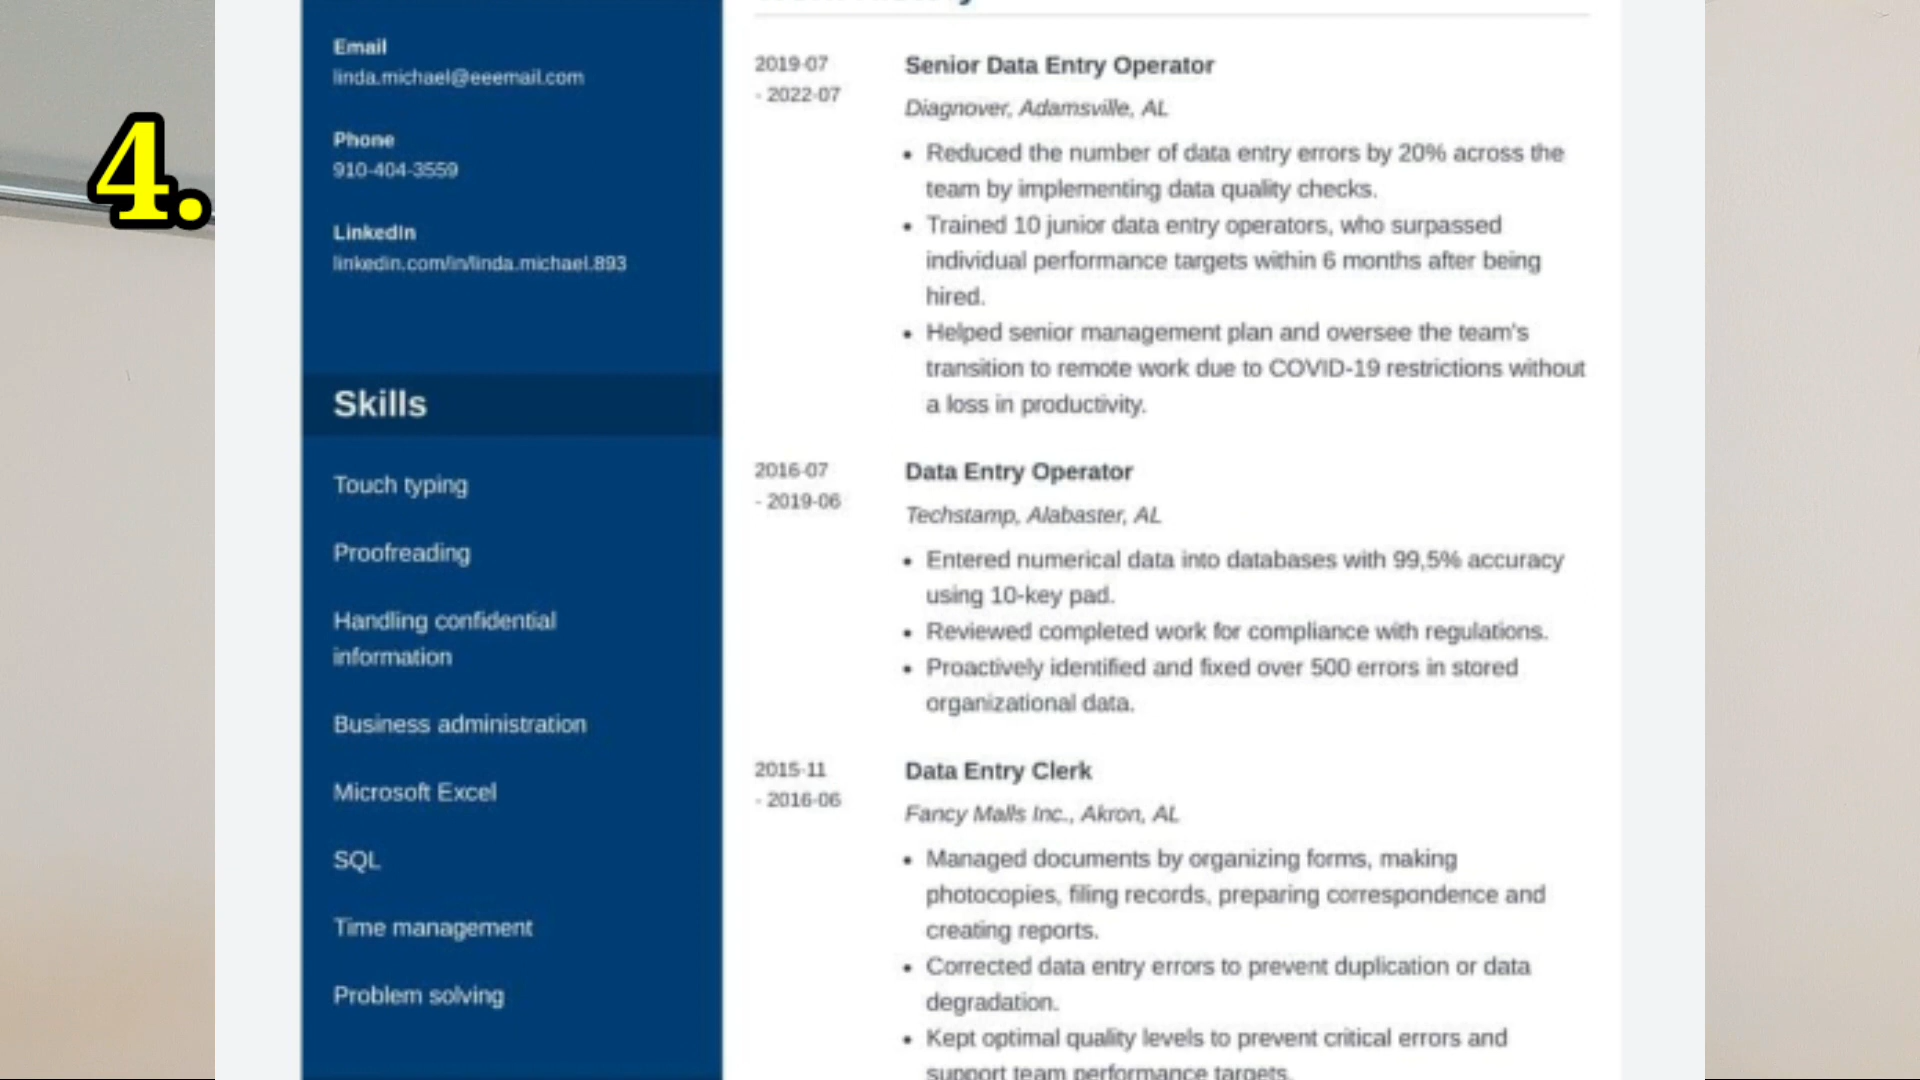 4.
Email
linda.michael@eeemail.com
Phone
910-404-3559
LinkedIn
linkedin.com/in/linda.michael.893
Skills
Touch typing
Proofreading
Handling confidential
information
Business administration
Microsoft Excel
SQL
Time management
Problem solving
2019-07
- 2022-07
Senior Data Entry Operator
Diagnover, Adamsville, AL
• Reduced the number of data entry errors by 20% across the
team by implementing data quality checks.
• Trained 10 junior data entry operators, who surpassed
individual performance targets within 6 months after being
hired.
• Helped senior management plan and oversee the team's
transition to remote work due to COVID-19 restrictions without
a loss in productivity.
2016-07
- 2019-06
Data Entry Operator
Techstamp, Alabaster, AL
• Entered numerical data into databases with 99,5% accuracy
using 10-key pad.
• Reviewed completed work for compliance with regulations.
• Proactively identified and fixed over 500 errors in stored
organizational data.
2015-11
- 2016-06
Data Entry Clerk
Fancy Malls Inc., Akron, AL
• Managed documents by organizing forms, making
photocopies, filing records, preparing correspondence and
creating reports.
• Corrected data entry errors to prevent duplication or data
degradation.
• Kept optimal quality levels to prevent critical errors and
support team performance targets.